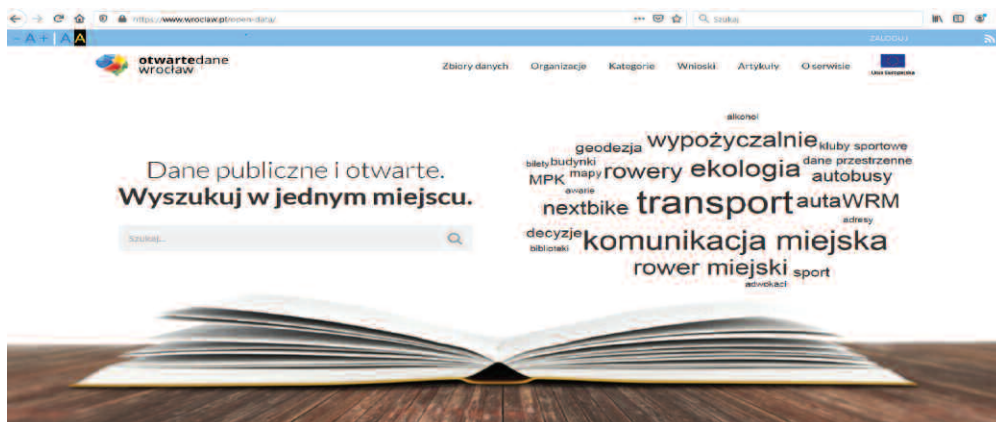 https://www.wroclaw.pl/open-data/
Szukaj
- A + | A A
ZALOGUJ
otwartedane
wrocław
Zbiory danych Organizacje Kategorie Wnioski Artykuły O serwisie
Unia Europejska
Dane publiczne i otwarte.
Wyszukuj w jednym miejscu.
Szukaj...
alkohol
geodezja wypożyczalnie kluby sportowe
bilety budynki rowery ekologia dane przestrzenne
MPK mapy autobusy
awarie
nextbike transport autaWRM
adresy
decyzje komunikacja miejska
biblioteki
rower miejski sport
adwokaci